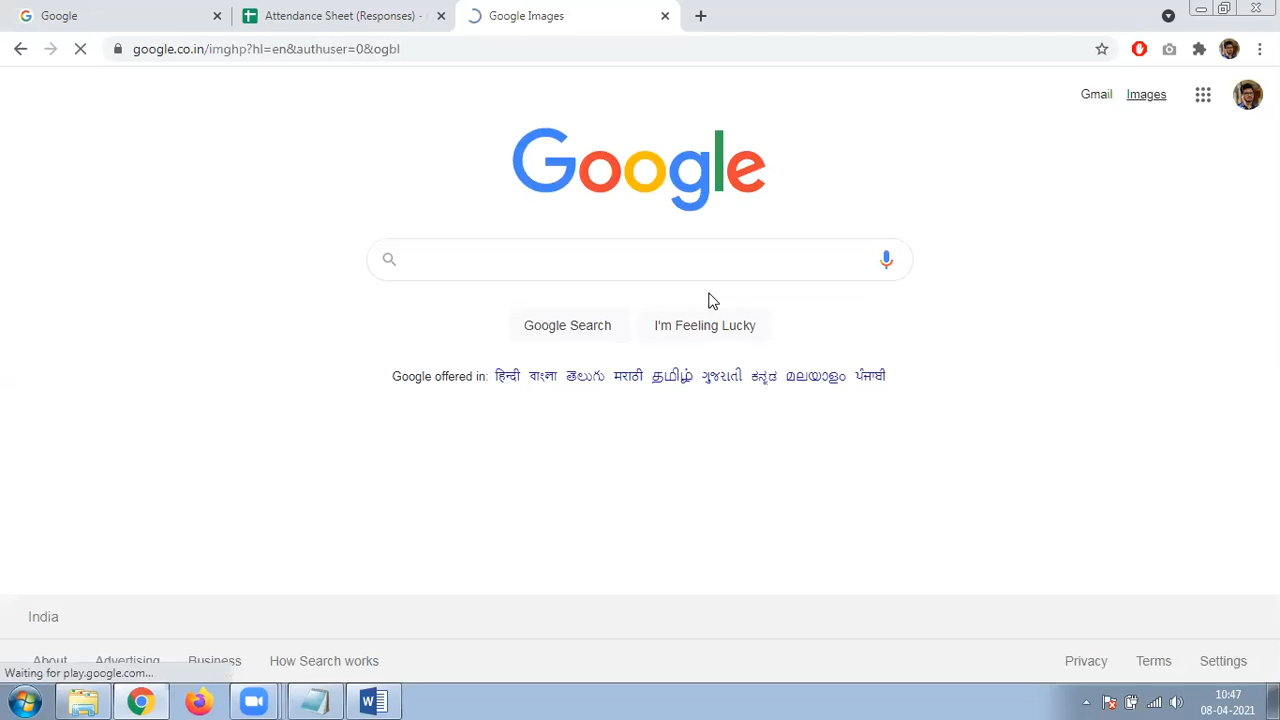 Google
Attendance Sheet (Responses) -
Google Images
google.co.in/imghp?hl=en&authuser=0&ogbl
Gmail Images
Google
Google Search I'm Feeling Lucky
Google offered in: हिन्दी বাংলা తెలుగు मराठी தமிழ் ગુજરાતી ಕನ್ನಡ മലയാളം ਪੰਜਾਬੀ
India
About Advertising Business How Search works Privacy Terms Settings
Waiting for play.google.com...
10:47
08-04-2021